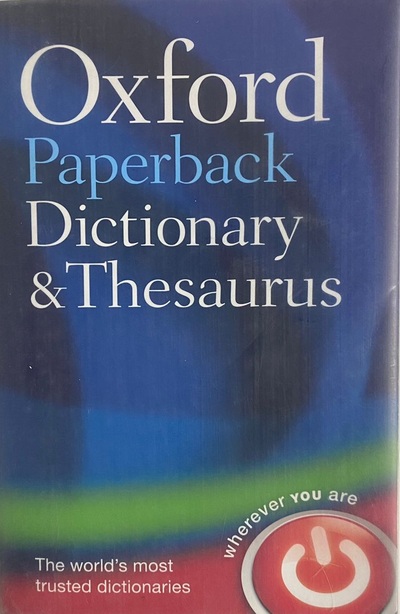 Oxford
Paperback
Dictionary
& Thesaurus
wherever YOU are
The world's most
trusted dictionaries